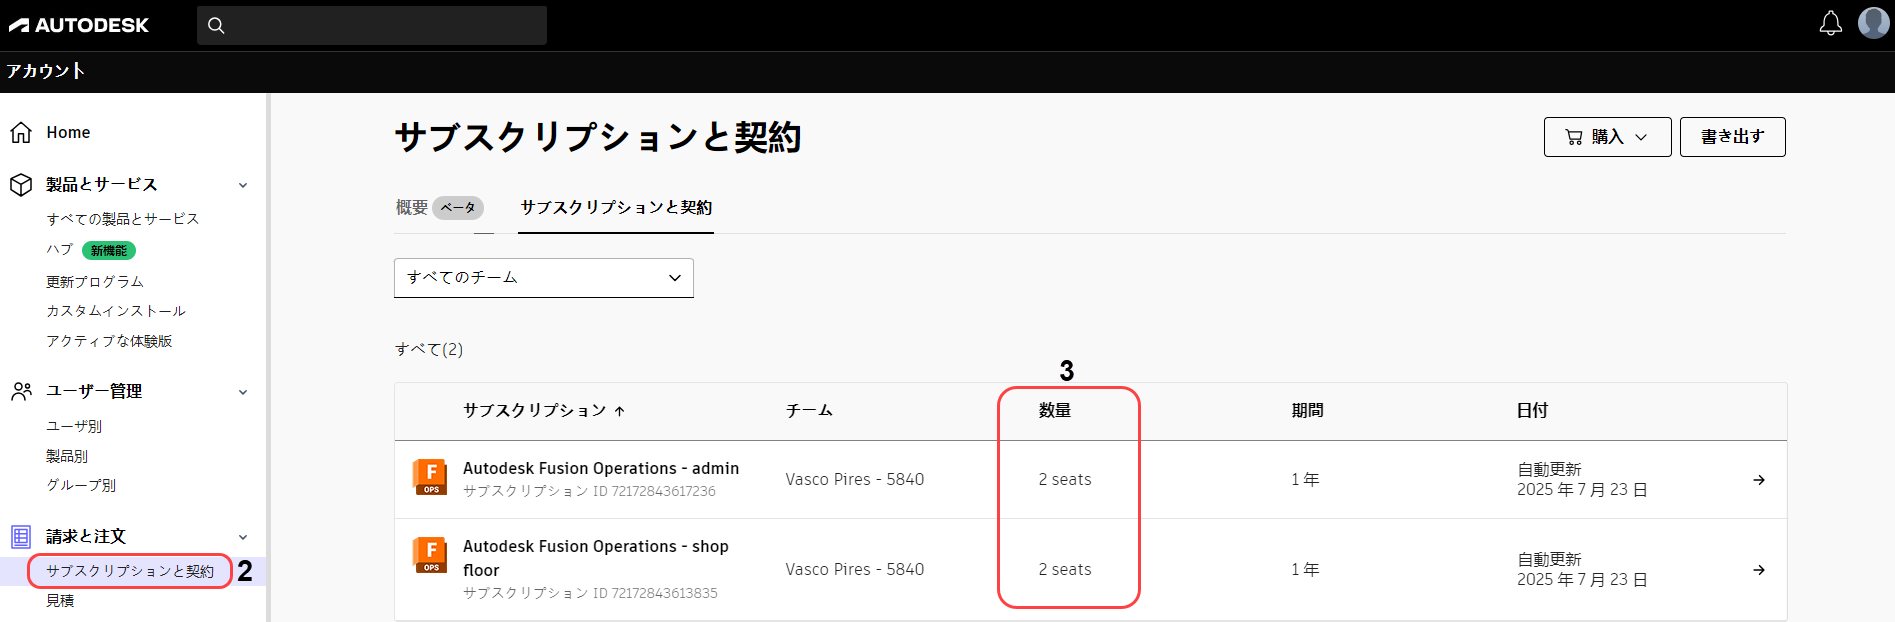 AUTODESK
アカウント
Home
製品とサービス
すべての製品とサービス
ハブ 新機能
更新プログラム
カスタムインストール
アクティブな体験版
ユーザー管理
ユーザ別
製品別
グループ別
請求と注文
サブスクリプションと契約 2
見積
サブスクリプションと契約
購入
書き出す
概要 ベータ
サブスクリプションと契約
すべてのチーム
すべて(2)
3
サブスクリプション ↑ チーム 数量 期間 日付
F OPS
Autodesk Fusion Operations - admin
サブスクリプション ID 72172843617236
Vasco Pires - 5840
2 seats
1 年
自動更新
2025 年 7 月 23 日
F OPS
Autodesk Fusion Operations - shop
floor
サブスクリプション ID 72172843613835
Vasco Pires - 5840
2 seats
1 年
自動更新
2025 年 7 月 23 日